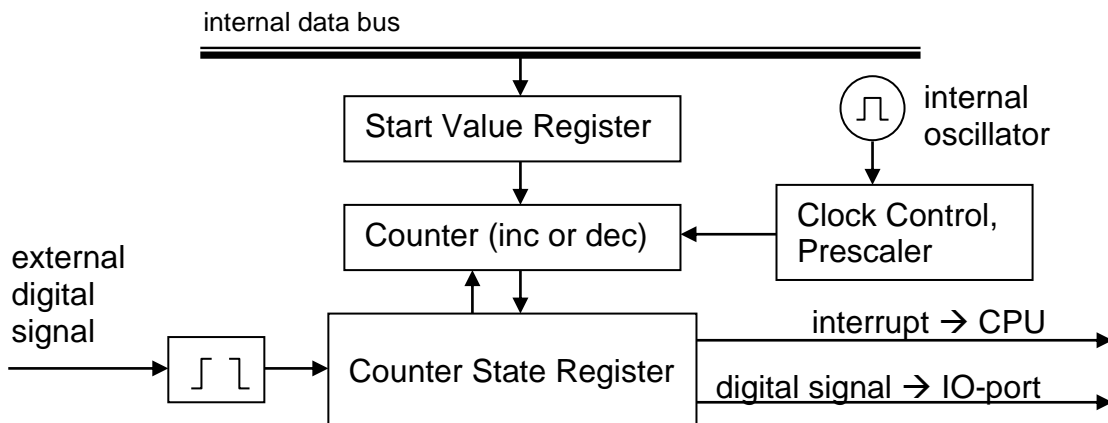 internal data bus
Start Value Register
internal
oscillator
Counter (inc or dec)
Clock Control,
Prescaler
external
digital
signal
Counter State Register
interrupt → CPU
digital signal → IO-port